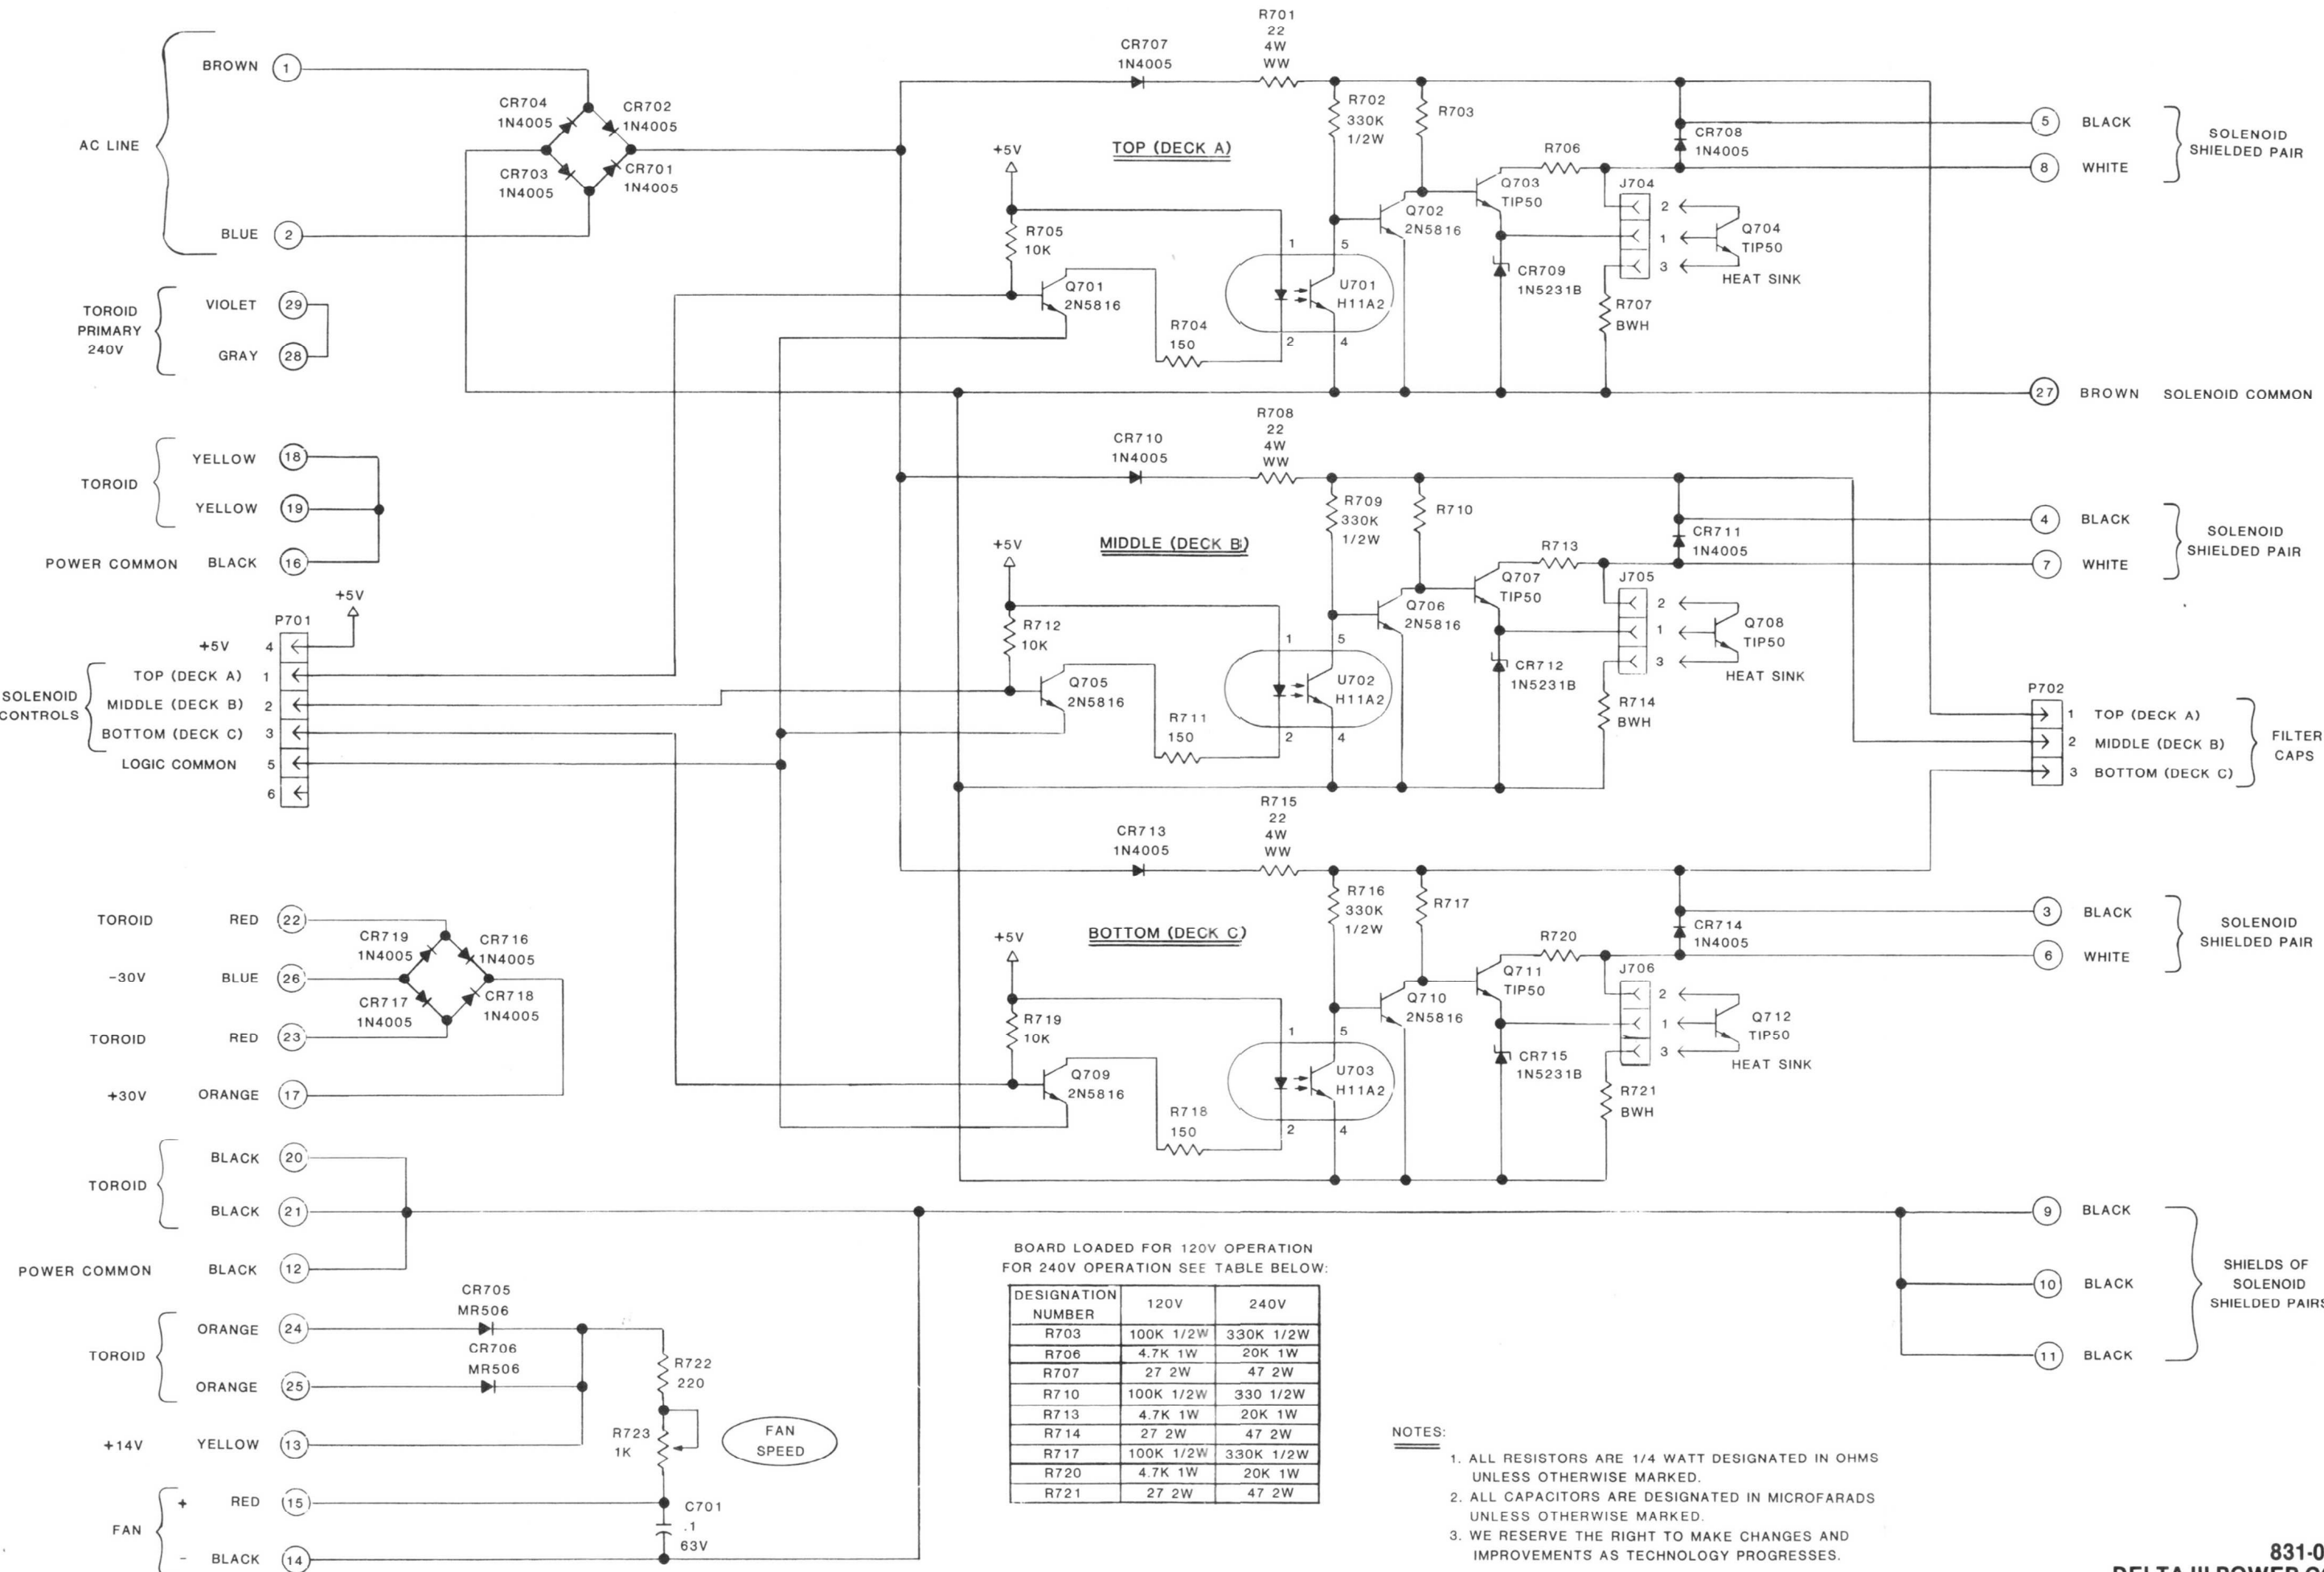 AC LINE
BROWN 1
BLUE 2
CR704
1N4005
CR702
1N4005
CR703
1N4005
CR701
1N4005
TOROID
PRIMARY
240V
VIOLET 29
GRAY 28
TOROID
YELLOW 18
YELLOW 19
POWER COMMON BLACK 16
+5V
P701
+5V 4
SOLENOID
CONTROLS
TOP (DECK A) 1
MIDDLE (DECK B) 2
BOTTOM (DECK C) 3
LOGIC COMMON 5
6
TOROID RED 22
-30V BLUE 26
TOROID RED 23
+30V ORANGE 17
CR719
1N4005
CR716
1N4005
CR717
1N4005
CR718
1N4005
TOROID
BLACK 20
BLACK 21
POWER COMMON BLACK 12
TOROID
ORANGE 24
ORANGE 25
CR705
MR506
CR706
MR506
+14V YELLOW 13
FAN
+ RED 15
- BLACK 14
R722
220
R723
1K
FAN
SPEED
C701
.1
63V
TOP (DECK A)
CR707
1N4005
R701
22
4W
WW
R702
330K
1/2W
R703
+5V
R705
10K
Q701
2N5816
R704
150
1
5
2
4
U701
H11A2
Q702
2N5816
Q703
TIP50
R706
CR709
1N5231B
CR708
1N4005
J704
2
1
3
Q704
TIP50
HEAT SINK
R707
BWH
5 BLACK
8 WHITE
SOLENOID
SHIELDED PAIR
27 BROWN SOLENOID COMMON
MIDDLE (DECK B)
CR710
1N4005
R708
22
4W
WW
R709
330K
1/2W
R710
+5V
R712
10K
Q705
2N5816
R711
150
1
5
2
4
U702
H11A2
Q706
2N5816
Q707
TIP50
R713
CR712
1N5231B
CR711
1N4005
J705
2
1
3
Q708
TIP50
HEAT SINK
R714
BWH
4 BLACK
7 WHITE
SOLENOID
SHIELDED PAIR
P702
1 TOP (DECK A)
2 MIDDLE (DECK B)
3 BOTTOM (DECK C)
FILTER
CAPS
BOTTOM (DECK C)
CR713
1N4005
R715
22
4W
WW
R716
330K
1/2W
R717
+5V
R719
10K
Q709
2N5816
R718
150
1
5
2
4
U703
H11A2
Q710
2N5816
Q711
TIP50
R720
CR715
1N5231B
CR714
1N4005
J706
2
1
3
Q712
TIP50
HEAT SINK
R721
BWH
3 BLACK
6 WHITE
SOLENOID
SHIELDED PAIR
9 BLACK
10 BLACK
11 BLACK
SHIELDS OF
SOLENOID
SHIELDED PAIRS
BOARD LOADED FOR 120V OPERATION
FOR 240V OPERATION SEE TABLE BELOW:
DESIGNATION NUMBER 120V 240V
R703 100K 1/2W 330K 1/2W
R706 4.7K 1W 20K 1W
R707 27 2W 47 2W
R710 100K 1/2W 330 1/2W
R713 4.7K 1W 20K 1W
R714 27 2W 47 2W
R717 100K 1/2W 330K 1/2W
R720 4.7K 1W 20K 1W
R721 27 2W 47 2W
NOTES:
1. ALL RESISTORS ARE 1/4 WATT DESIGNATED IN OHMS
UNLESS OTHERWISE MARKED.
2. ALL CAPACITORS ARE DESIGNATED IN MICROFARADS
UNLESS OTHERWISE MARKED.
3. WE RESERVE THE RIGHT TO MAKE CHANGES AND
IMPROVEMENTS AS TECHNOLOGY PROGRESSES.
831-0
DELTA III POWER